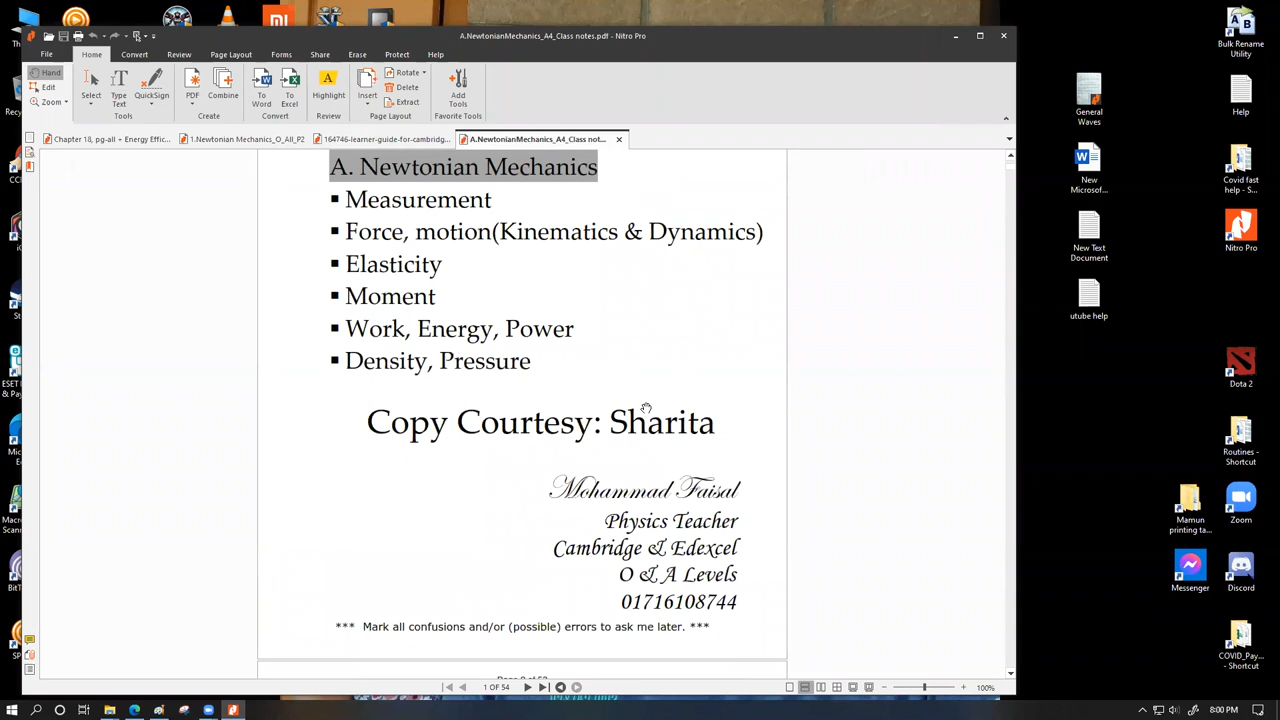 A.NewtonianMechanics_A4_Class notes.pdf - Nitro Pro
File
Home
Convert
Review
Page Layout
Forms
Share
Erase
Protect
Help
Hand
Edit
Zoom
Select
Type Text
QuickSign
Tools
PDF
Combine
Create
To Word
To Excel
Convert
Highlight
Review
Insert
Rotate
Delete
Extract
Page Layout
Add Tools
Favorite Tools
Chapter 18, pg-all + Energy Effic...
1.Newtonian Mechanics_O_All_P2
164746-learner-guide-for-cambridg...
A.NewtonianMechanics_A4_Class not...
A. Newtonian Mechanics
▪ Measurement
▪ Force, motion(Kinematics & Dynamics)
▪ Elasticity
▪ Moment
▪ Work, Energy, Power
▪ Density, Pressure
Copy Courtesy: Sharita
Mohammad Faisal
Physics Teacher
Cambridge & Edexcel
O & A Levels
01716108744
*** Mark all confusions and/or (possible) errors to ask me later. ***
1 OF 54
100%
General Waves
New Microsof...
New Text Document
utube help
Bulk Rename Utility
Help
Covid fast help - S...
Nitro Pro
Dota 2
Routines - Shortcut
Mamun printing ta...
Zoom
Messenger
Discord
COVID_Pay... - Shortcut
8:00 PM